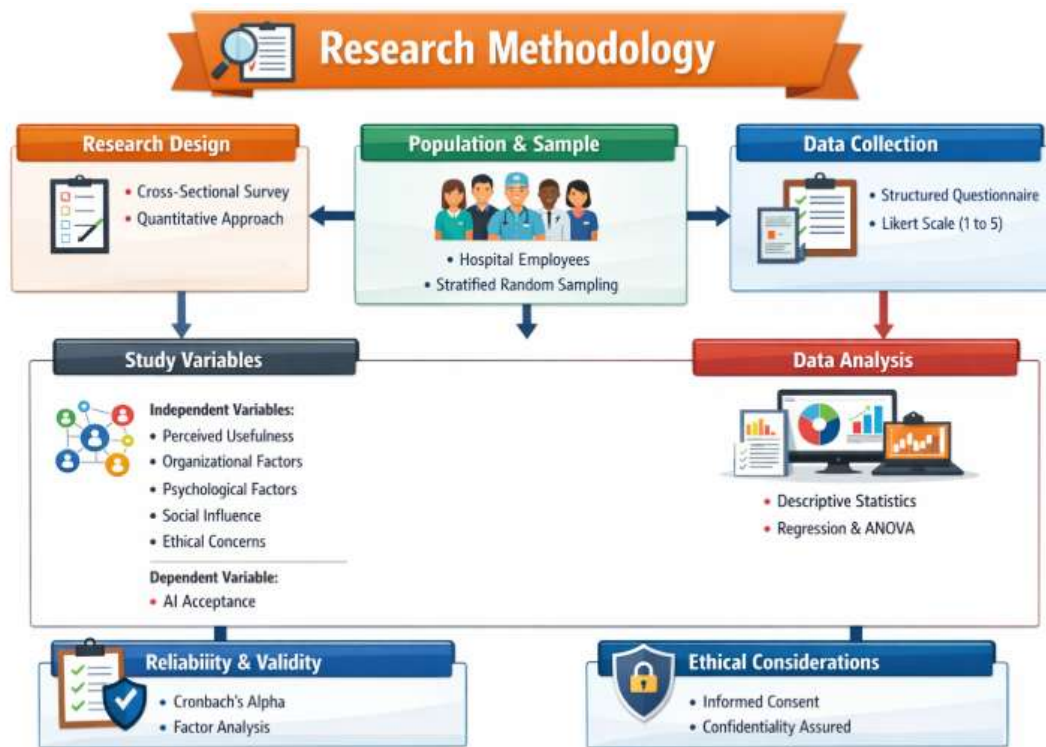 Research Methodology
Research Design
• Cross-Sectional Survey
• Quantitative Approach
Population & Sample
• Hospital Employees
• Stratified Random Sampling
Data Collection
• Structured Questionnaire
• Likert Scale (1 to 5)
Study Variables
Independent Variables:
• Perceived Usefulness
• Organizational Factors
• Psychological Factors
• Social Influence
• Ethical Concerns
Dependent Variable:
• AI Acceptance
Data Analysis
• Descriptive Statistics
• Regression & ANOVA
Reliability & Validity
• Cronbach's Alpha
• Factor Analysis
Ethical Considerations
• Informed Consent
• Confidentiality Assured